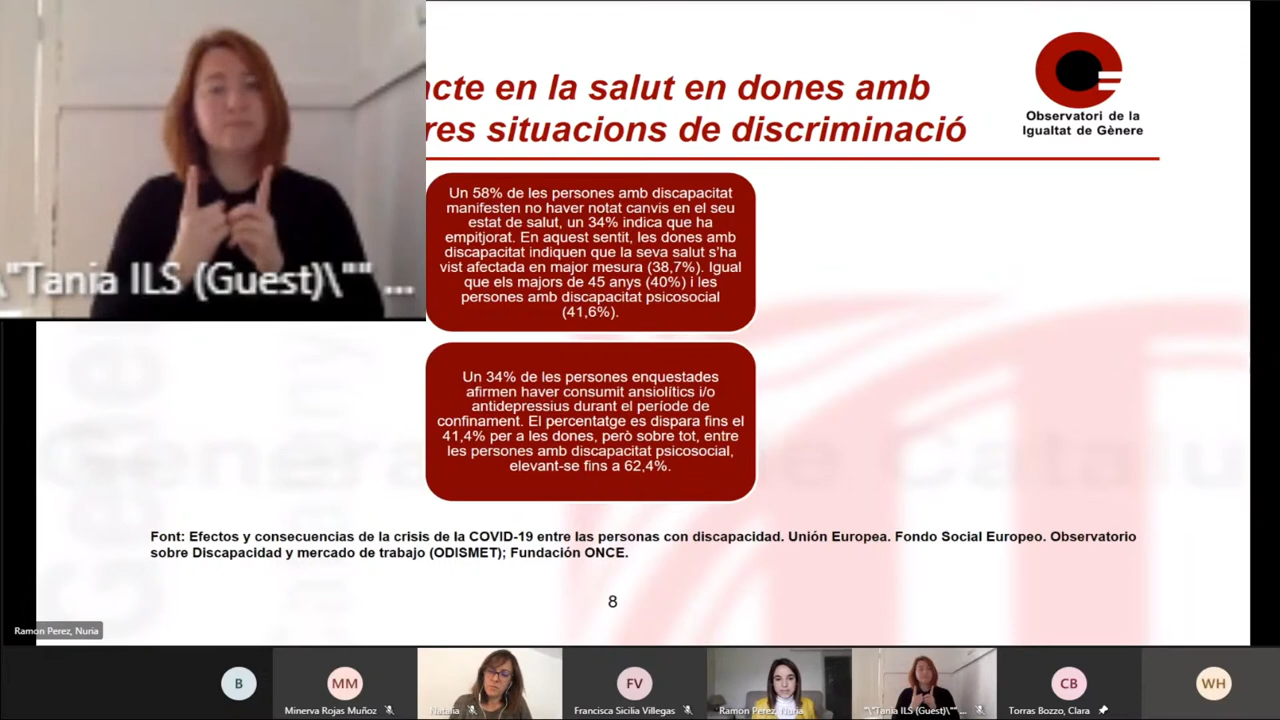 acte en la salut en dones amb
res situacions de discriminació
Observatori de la
Igualtat de Gènere
\"Tania ILS (Guest)\"" ...
Un 58% de les persones amb discapacitat
manifesten no haver notat canvis en el seu
estat de salut, un 34% indica que ha
empitjorat. En aquest sentit, les dones amb
discapacitat indiquen que la seva salut s'ha
vist afectada en major mesura (38,7%). Igual
que els majors de 45 anys (40%) i les
persones amb discapacitat psicosocial
(41,6%).
Un 34% de les persones enquestades
afirmen haver consumit ansiolítics i/o
antidepressius durant el període de
confinament. El percentatge es dispara fins el
41,4% per a les dones, però sobre tot, entre
les persones amb discapacitat psicosocial,
elevant-se fins a 62,4%.
Font: Efectos y consecuencias de la crisis de la COVID-19 entre las personas con discapacidad. Unión Europea. Fondo Social Europeo. Observatorio
sobre Discapacidad y mercado de trabajo (ODISMET); Fundación ONCE.
8
Ramon Perez, Nuria
B
MM
Minerva Rojas Muñoz
Natalia
FV
Francisca Sicilia Villegas
Ramon Perez, Nuria
"\"Tania ILS (Guest)\"" ...
CB
Torras Bozzo, Clara
WH